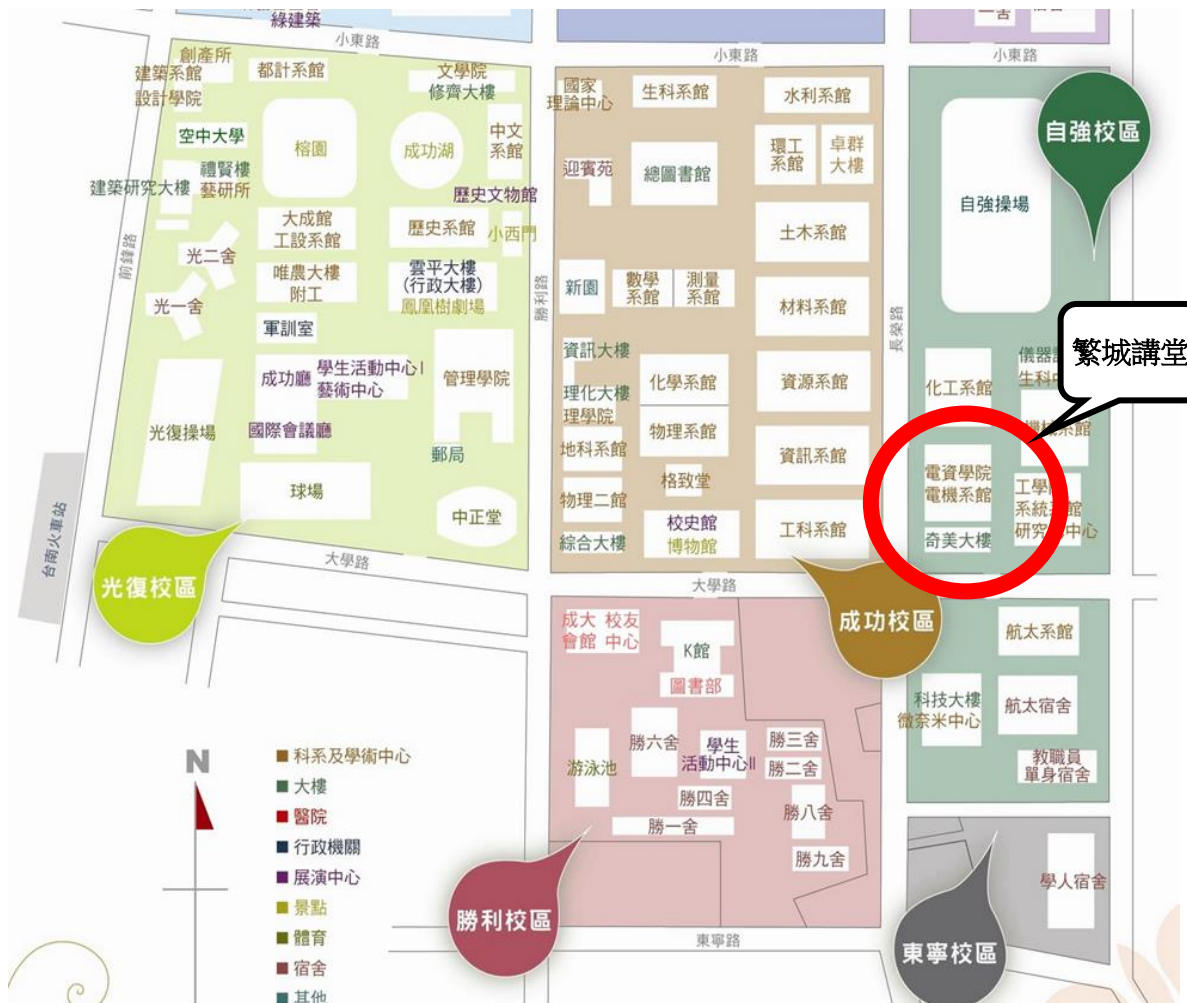 綠建築
小東路
小東路
小東路
創產所
建築系館
設計學院
都計系館
文學院
修齊大樓
空中大學
榕園
成功湖
中文
系館
禮賢樓
建築研究大樓
藝研所
歷史文物館
大成館
工設系館
歷史系館
小西門
光二舍
唯農大樓
附工
雲平大樓
(行政大樓)
鳳凰樹劇場
光一舍
軍訓室
成功廳
學生活動中心I
藝術中心
管理學院
光復操場
國際會議廳
郵局
球場
中正堂
前鋒路
勝利路
長榮路
台南火車站
光復校區
大學路
國家
理論中心
生科系館
水利系館
迎賓苑
總圖書館
環工
系館
卓群
大樓
土木系館
新園
數學
系館
測量
系館
材料系館
資訊大樓
理化大樓
理學院
化學系館
資源系館
地科系館
物理系館
資訊系館
物理二館
格致堂
綜合大樓
校史館
博物館
工科系館
大學路
成功校區
自強校區
自強操場
繁城講堂
化工系館
儀器
生科
機械系館
電資學院
電機系館
奇美大樓
工學
系統系館
研究
中心
成大
會館
校友
中心
K館
圖書部
游泳池
勝六舍
學生
活動中心II
勝三舍
勝二舍
勝四舍
勝一舍
勝八舍
勝九舍
勝利校區
東寧路
航太系館
科技大樓
微奈米中心
航太宿舍
教職員
單身宿舍
學人宿舍
東寧校區
N
科系及學術中心
大樓
醫院
行政機關
展演中心
景點
體育
宿舍
其他